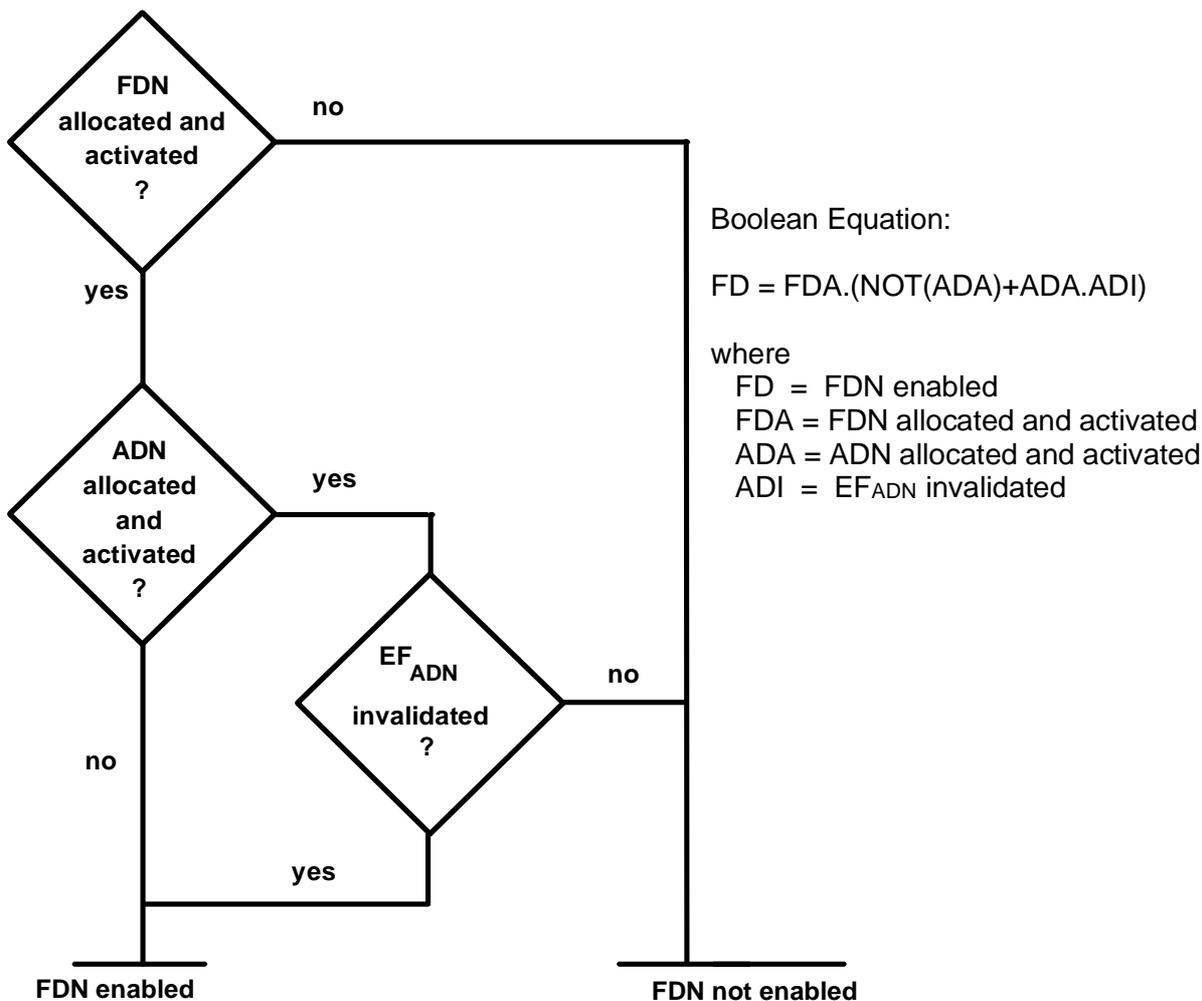 FDN
allocated and
activated
?
no
yes
Boolean Equation:
FD = FDA.(NOT(ADA)+ADA.ADI)
where
FD = FDN enabled
FDA = FDN allocated and activated
ADA = ADN allocated and activated
ADI = EFADN invalidated
ADN
allocated
and
activated
?
yes
no
EFADN
invalidated
?
no
yes
FDN enabled
FDN not enabled